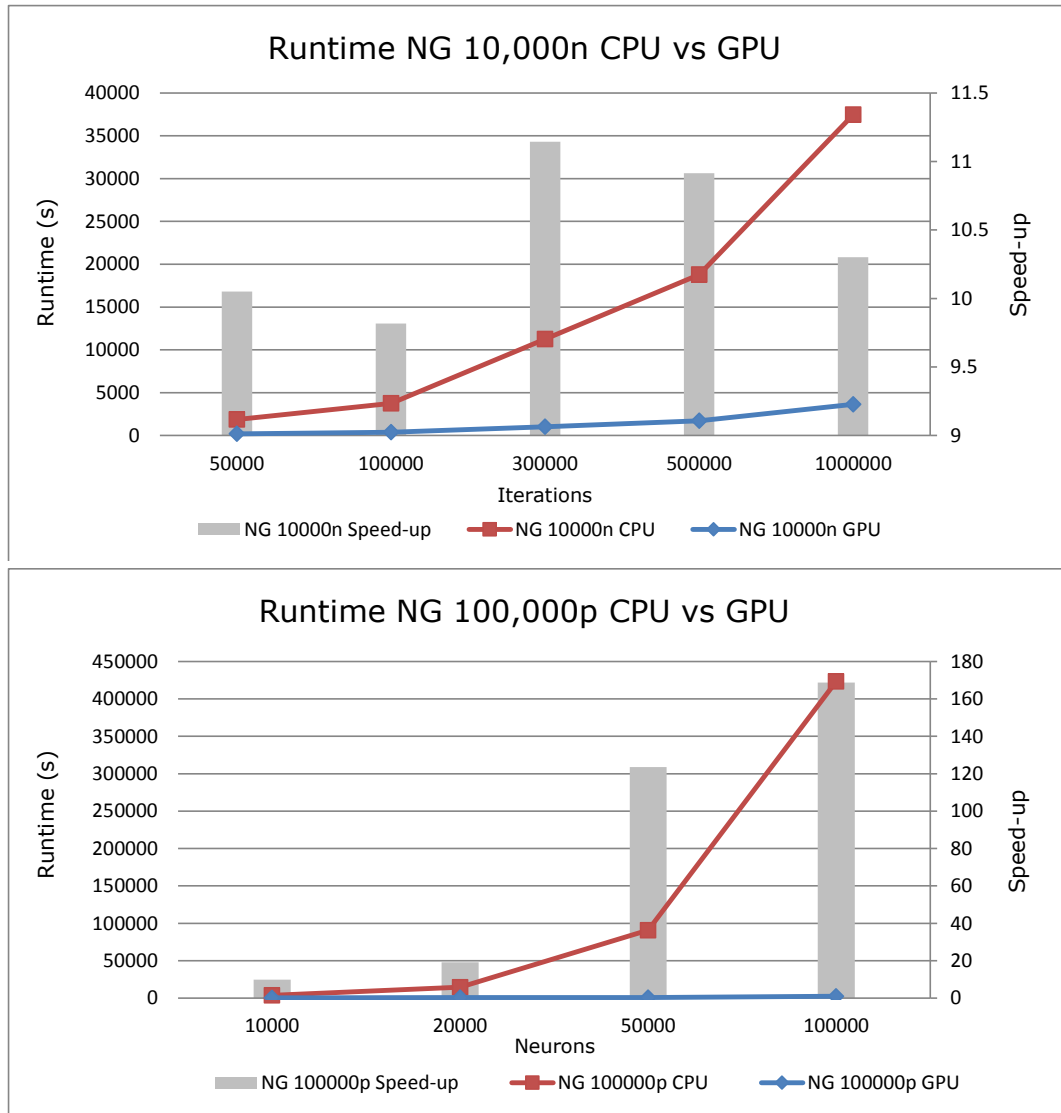 Runtime NG 10,000n CPU vs GPU
Runtime (s)
40000
35000
30000
25000
20000
15000
10000
5000
0
11.5
11
10.5
10
9.5
9
Speed-up
50000 100000 300000 500000 1000000
Iterations
NG 10000n Speed-up NG 10000n CPU NG 10000n GPU
Runtime NG 100,000p CPU vs GPU
Runtime (s)
450000
400000
350000
300000
250000
200000
150000
100000
50000
0
180
160
140
120
100
80
60
40
20
0
Speed-up
10000 20000 50000 100000
Neurons
NG 100000p Speed-up NG 100000p CPU NG 100000p GPU